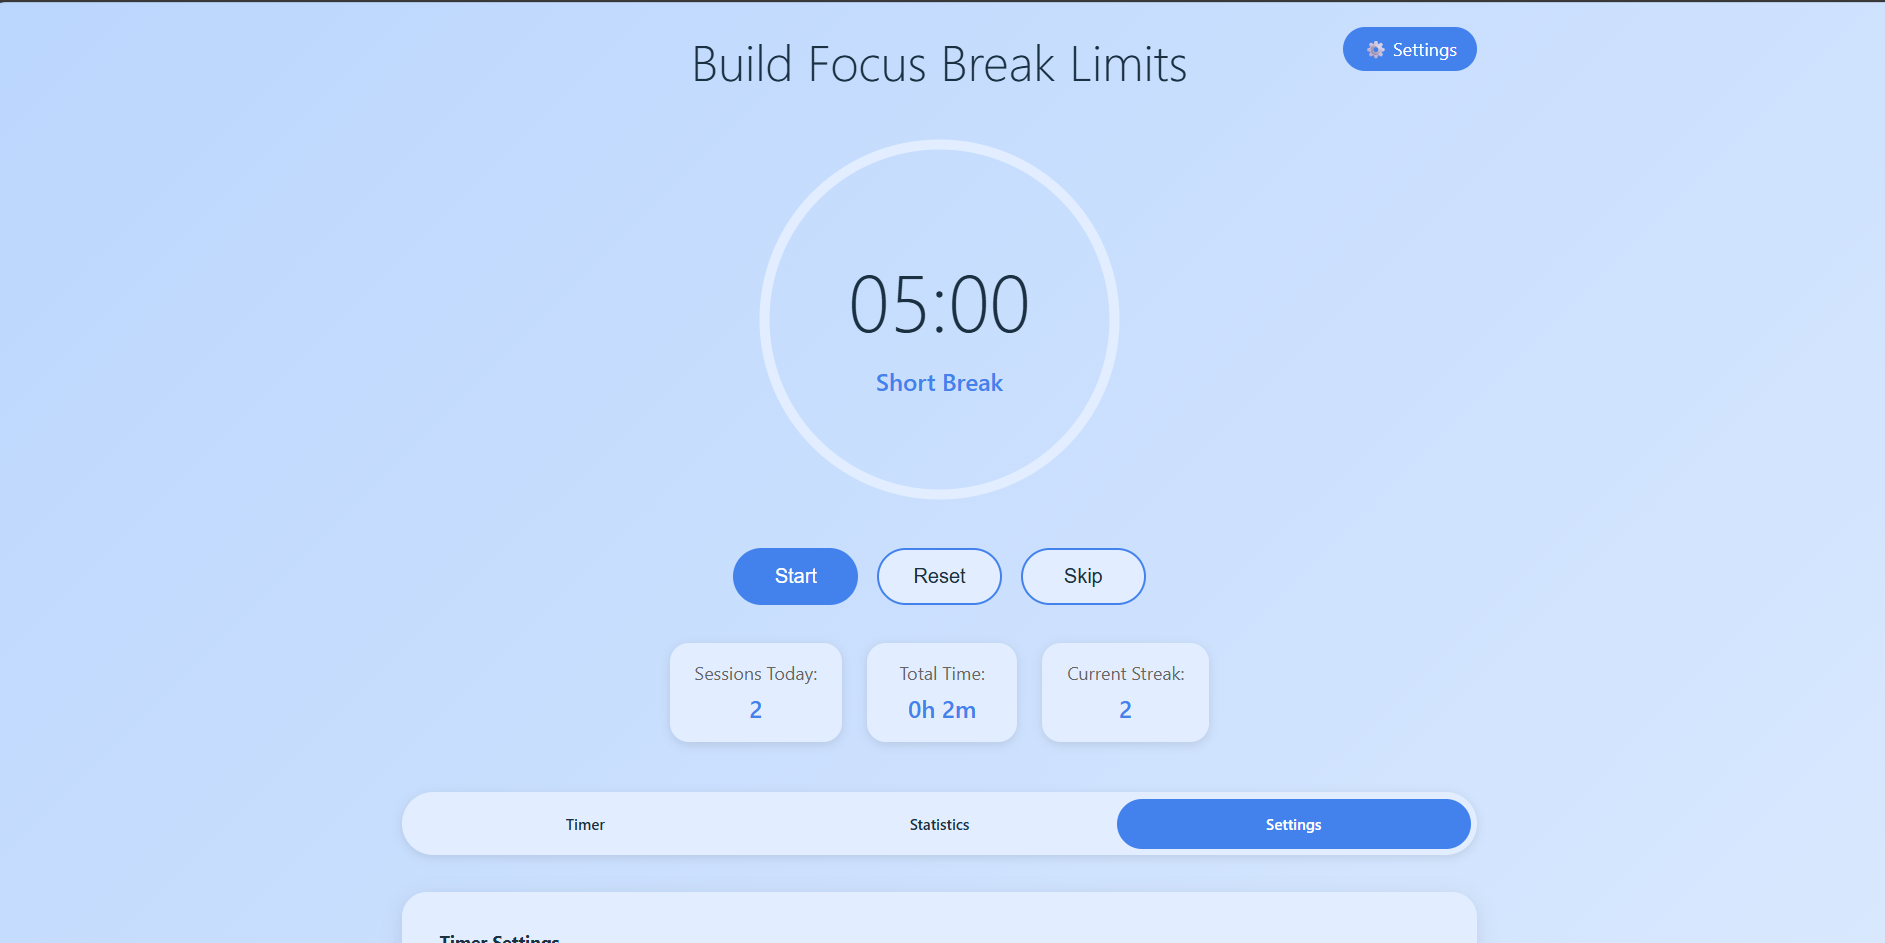 Build Focus Break Limits
Settings
05:00
Short Break
Start
Reset
Skip
Sessions Today:
2
Total Time:
0h 2m
Current Streak:
2
Timer
Statistics
Settings
Timer Settings